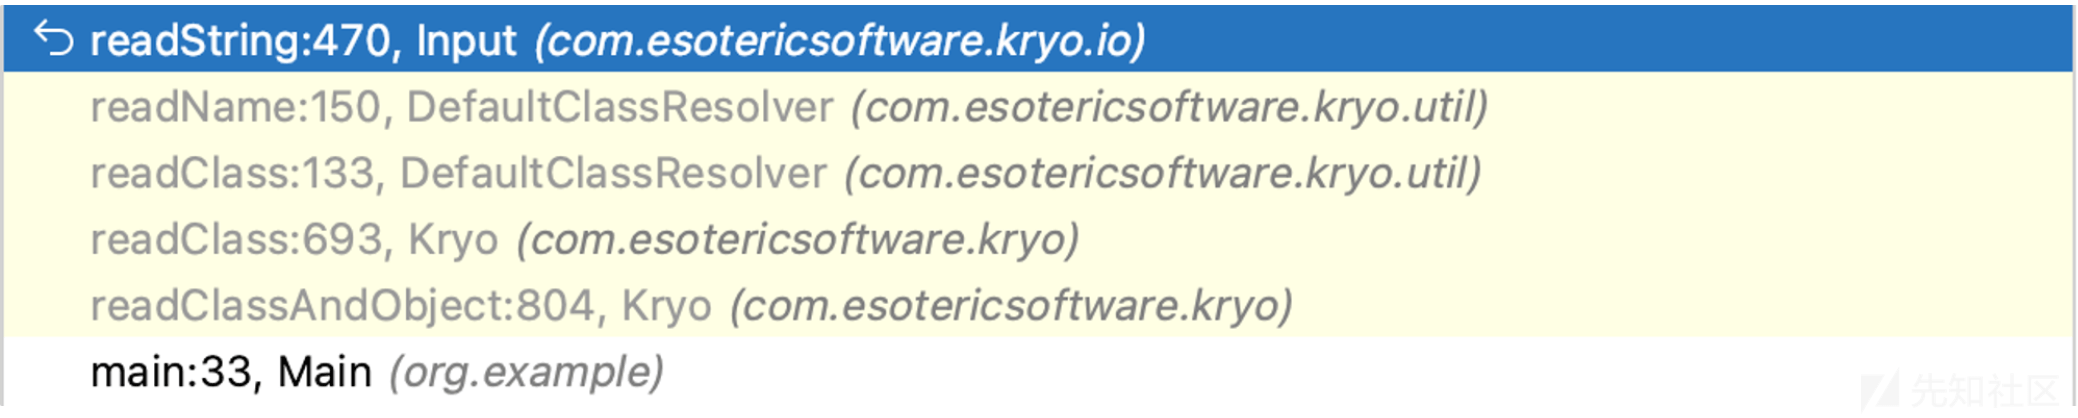 readString:470, Input (com.esotericsoftware.kryo.io)
readName:150, DefaultClassResolver (com.esotericsoftware.kryo.util)
readClass:133, DefaultClassResolver (com.esotericsoftware.kryo.util)
readClass:693, Kryo (com.esotericsoftware.kryo)
readClassAndObject:804, Kryo (com.esotericsoftware.kryo)
main:33, Main (org.example)
先知社区